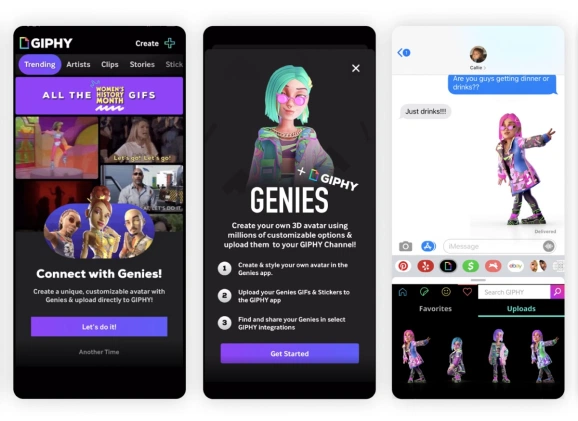 GIPHY
Create
Trending
Artists
Clips
Stories
Stick
ALL THE WOMEN'S HISTORY MONTH GIFS
Let's go! Let's go!
LET'S DO IT.
Connect with Genies!
Create a unique, customizable avatar with
Genies & upload directly to GIPHY!
Let's do it!
Another Time
+ GIPHY
GENIES
Create your own 3D avatar using
millions of customizable options &
upload them to your GIPHY Channel!
1 Create & style your own avatar in the
Genies app.
2 Upload your Genies GIFs & Stickers to
the GIPHY app
3 Find and share your Genies in select
GIPHY integrations
Get Started
1
Callie
Are you guys getting dinner or
drinks??
Just drinks!!!!
Delivered
iMessage
ebay
Search GIPHY
Favorites
Uploads